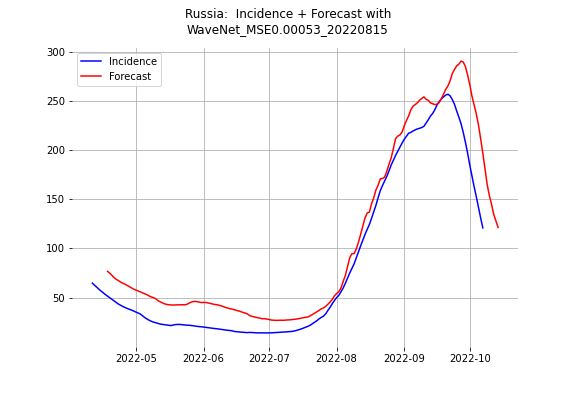 Russia:  Incidence + Forecast with
WaveNet_MSE0.00053_20220815
Incidence
Forecast
300
250
200
150
100
50
2022-05 2022-06 2022-07 2022-08 2022-09 2022-10